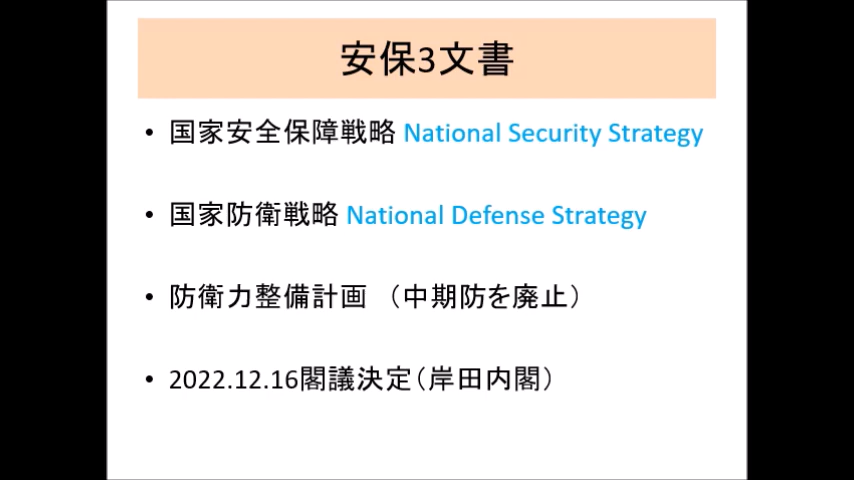 安保3文書
• 国家安全保障戦略 National Security Strategy
• 国家防衛戦略 National Defense Strategy
• 防衛力整備計画 （中期防を廃止）
• 2022.12.16閣議決定（岸田内閣）